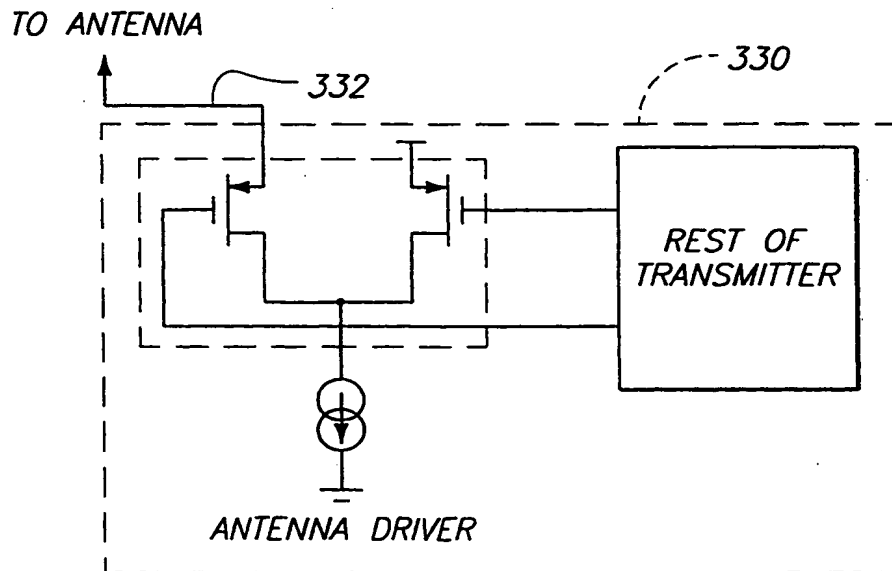 TO ANTENNA
332
330
REST OF
TRANSMITTER
ANTENNA DRIVER